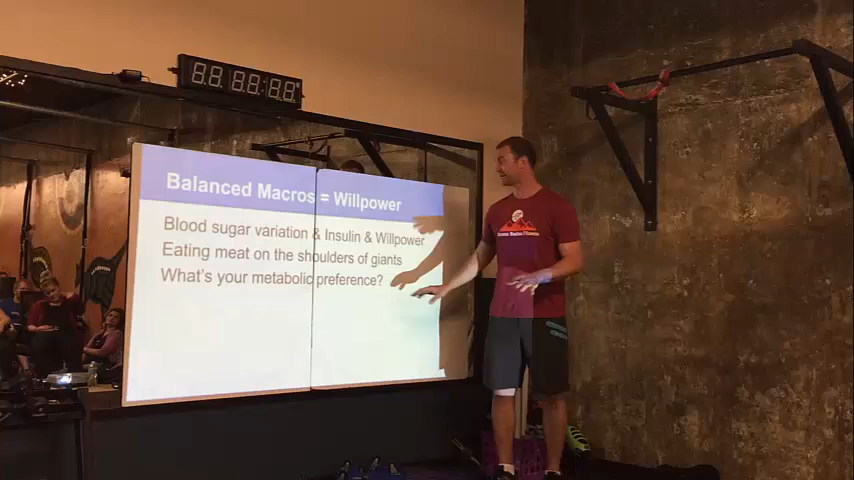 88 88:88
Balanced Macros = Willpower
Blood sugar variation & Insulin & Willpower
Eating meat on the shoulders of giants
What's your metabolic preference?